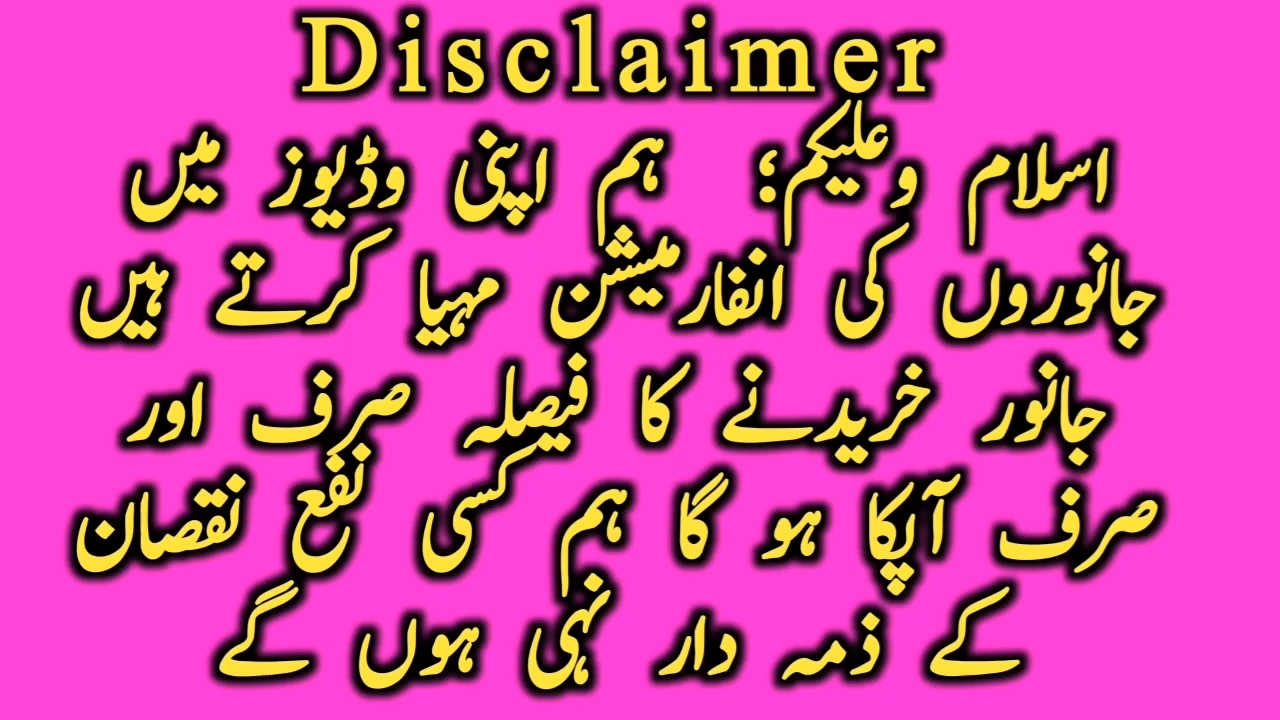 Disclaimer
اسلام وعلیکم؛ ہم اپنی وڈیوز میں
جانوروں کی انفارمیشن مہیا کرتے ہیں
جانور خریدنے کا فیصلہ صرف اور
صرف آپکا ہو گا ہم کسی نفع نقصان
کے ذمہ دار نہی ہوں گے